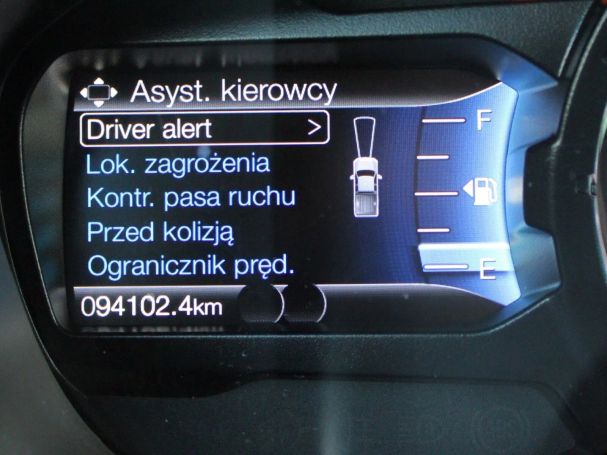 Asyst. kierowcy
Driver alert >
Lok. zagrożenia
Kontr. pasa ruchu
Przed kolizją
Ogranicznik pręd.
094102.4km
F
E